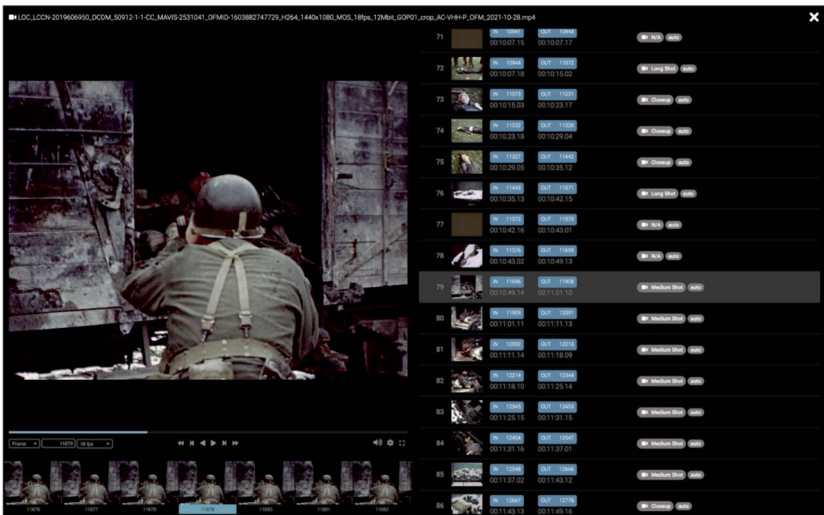 LOC_LCCN-2019606950_DCDM_50912-1-1-CC_MAVIS-2531041_OFMID-1603882747729_H264_1440x1080_MOS_18fps_12Mbit_GOP01_crop_AC-VHH-P_OFM_2021-10-28.mp4
71 IN 10941 OUT 10943 N/A auto
00:10:07.15 00:10:07.17
72 IN 10944 OUT 11072 Long Shot auto
00:10:07.18 00:10:15.02
73 IN 11073 OUT 11231 Closeup auto
00:10:15.03 00:10:23.17
74 IN 11232 OUT 11326 Closeup auto
00:10:23.18 00:10:29.04
75 IN 11327 OUT 11442 Closeup auto
00:10:29.05 00:10:35.12
76 IN 11443 OUT 11571 Long Shot auto
00:10:35.13 00:10:42.15
77 IN 11572 OUT 11575 N/A auto
00:10:42.16 00:10:43.01
78 IN 11576 OUT 11695 N/A auto
00:10:43.02 00:10:49.13
79 IN 11696 OUT 11908 Medium Shot auto
00:10:49.14 00:11:01.10
80 IN 11909 OUT 12091 Medium Shot auto
00:11:01.11 00:11:11.13
81 IN 12092 OUT 12213 Medium Shot auto
00:11:11.14 00:11:18.09
82 IN 12214 OUT 12344 Medium Shot auto
00:11:18.10 00:11:25.14
83 IN 12345 OUT 12453 Medium Shot auto
00:11:25.15 00:11:31.15
84 IN 12454 OUT 12547 Medium Shot auto
00:11:31.16 00:11:37.01
85 IN 12548 OUT 12666 Medium Shot auto
00:11:37.02 00:11:43.12
86 IN 12667 OUT 12778 Closeup auto
00:11:43.13 00:11:49.16
Frame 11879 18 fps
11876 11877 11878 11879 11880 11881 11882